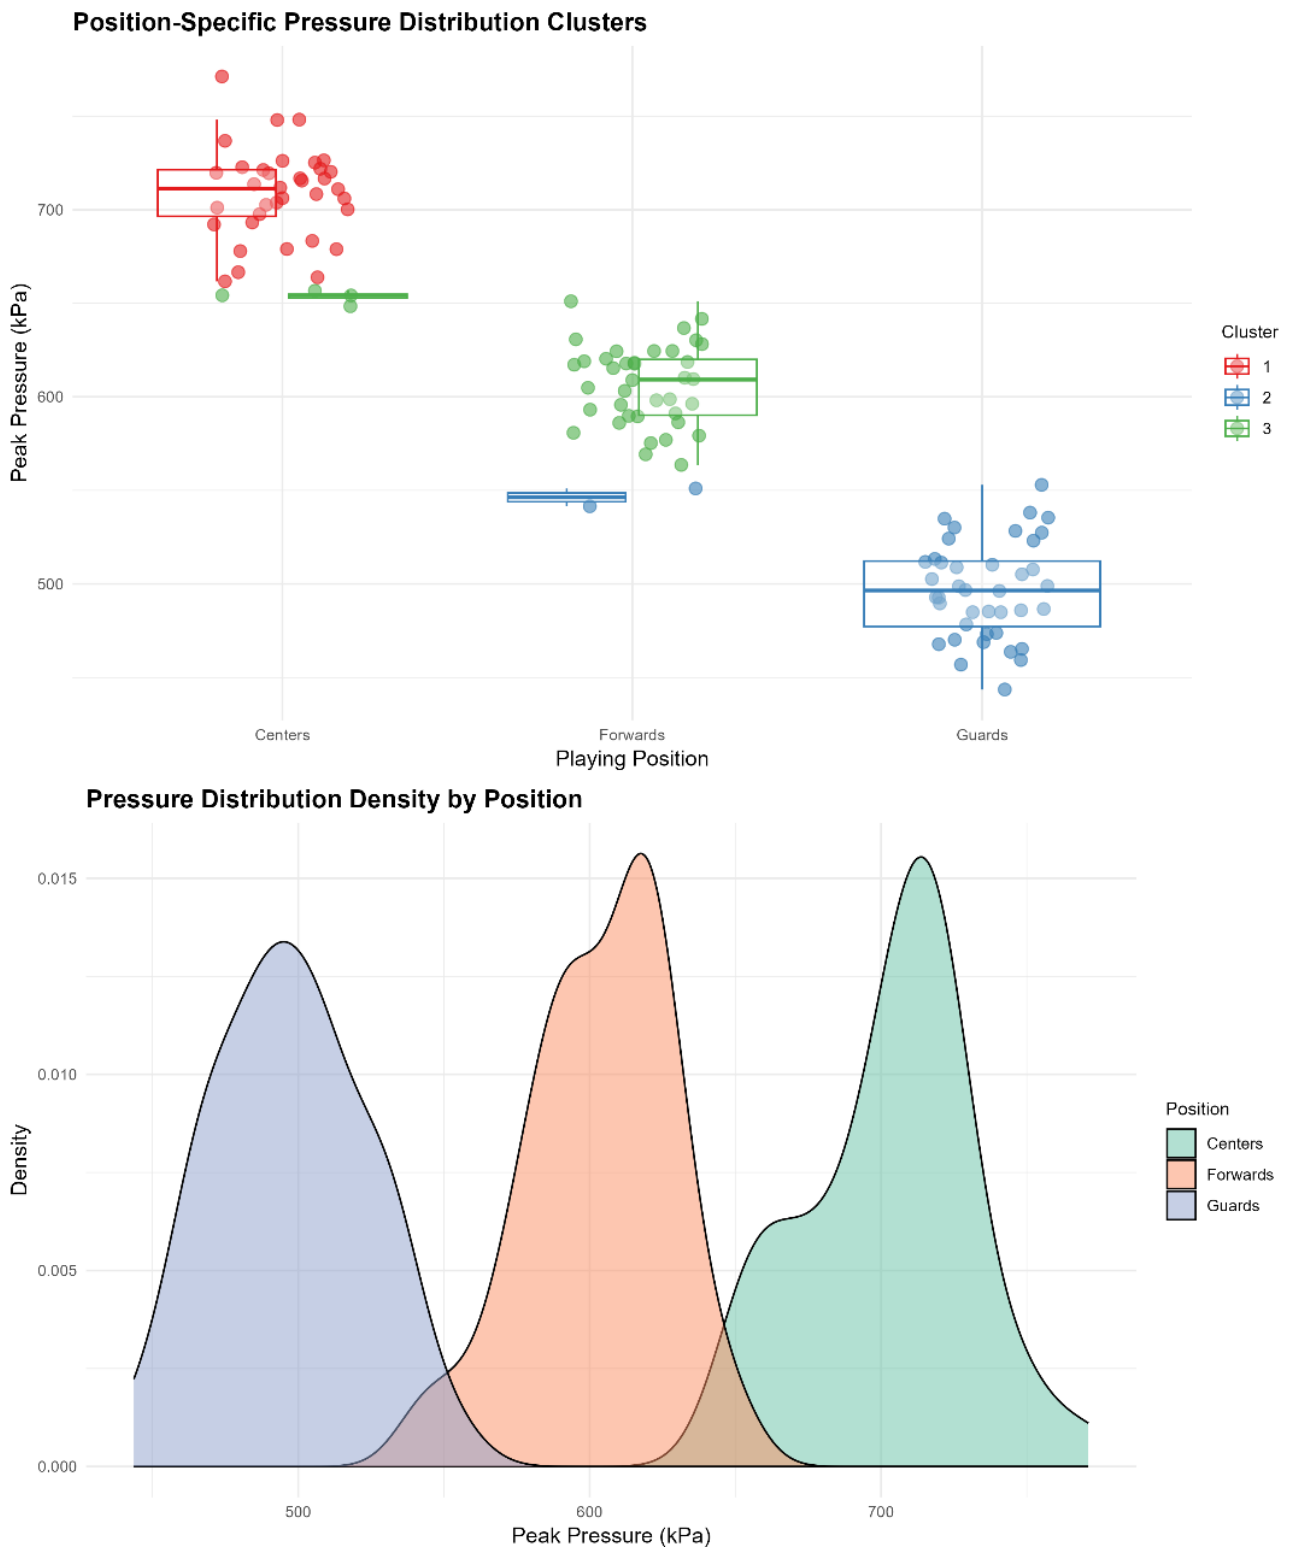 Position-Specific Pressure Distribution Clusters
Peak Pressure (kPa)
700
600
500
Centers
Forwards
Guards
Playing Position
Cluster
1
2
3
Pressure Distribution Density by Position
Density
0.015
0.010
0.005
0.000
500
600
700
Peak Pressure (kPa)
Position
Centers
Forwards
Guards